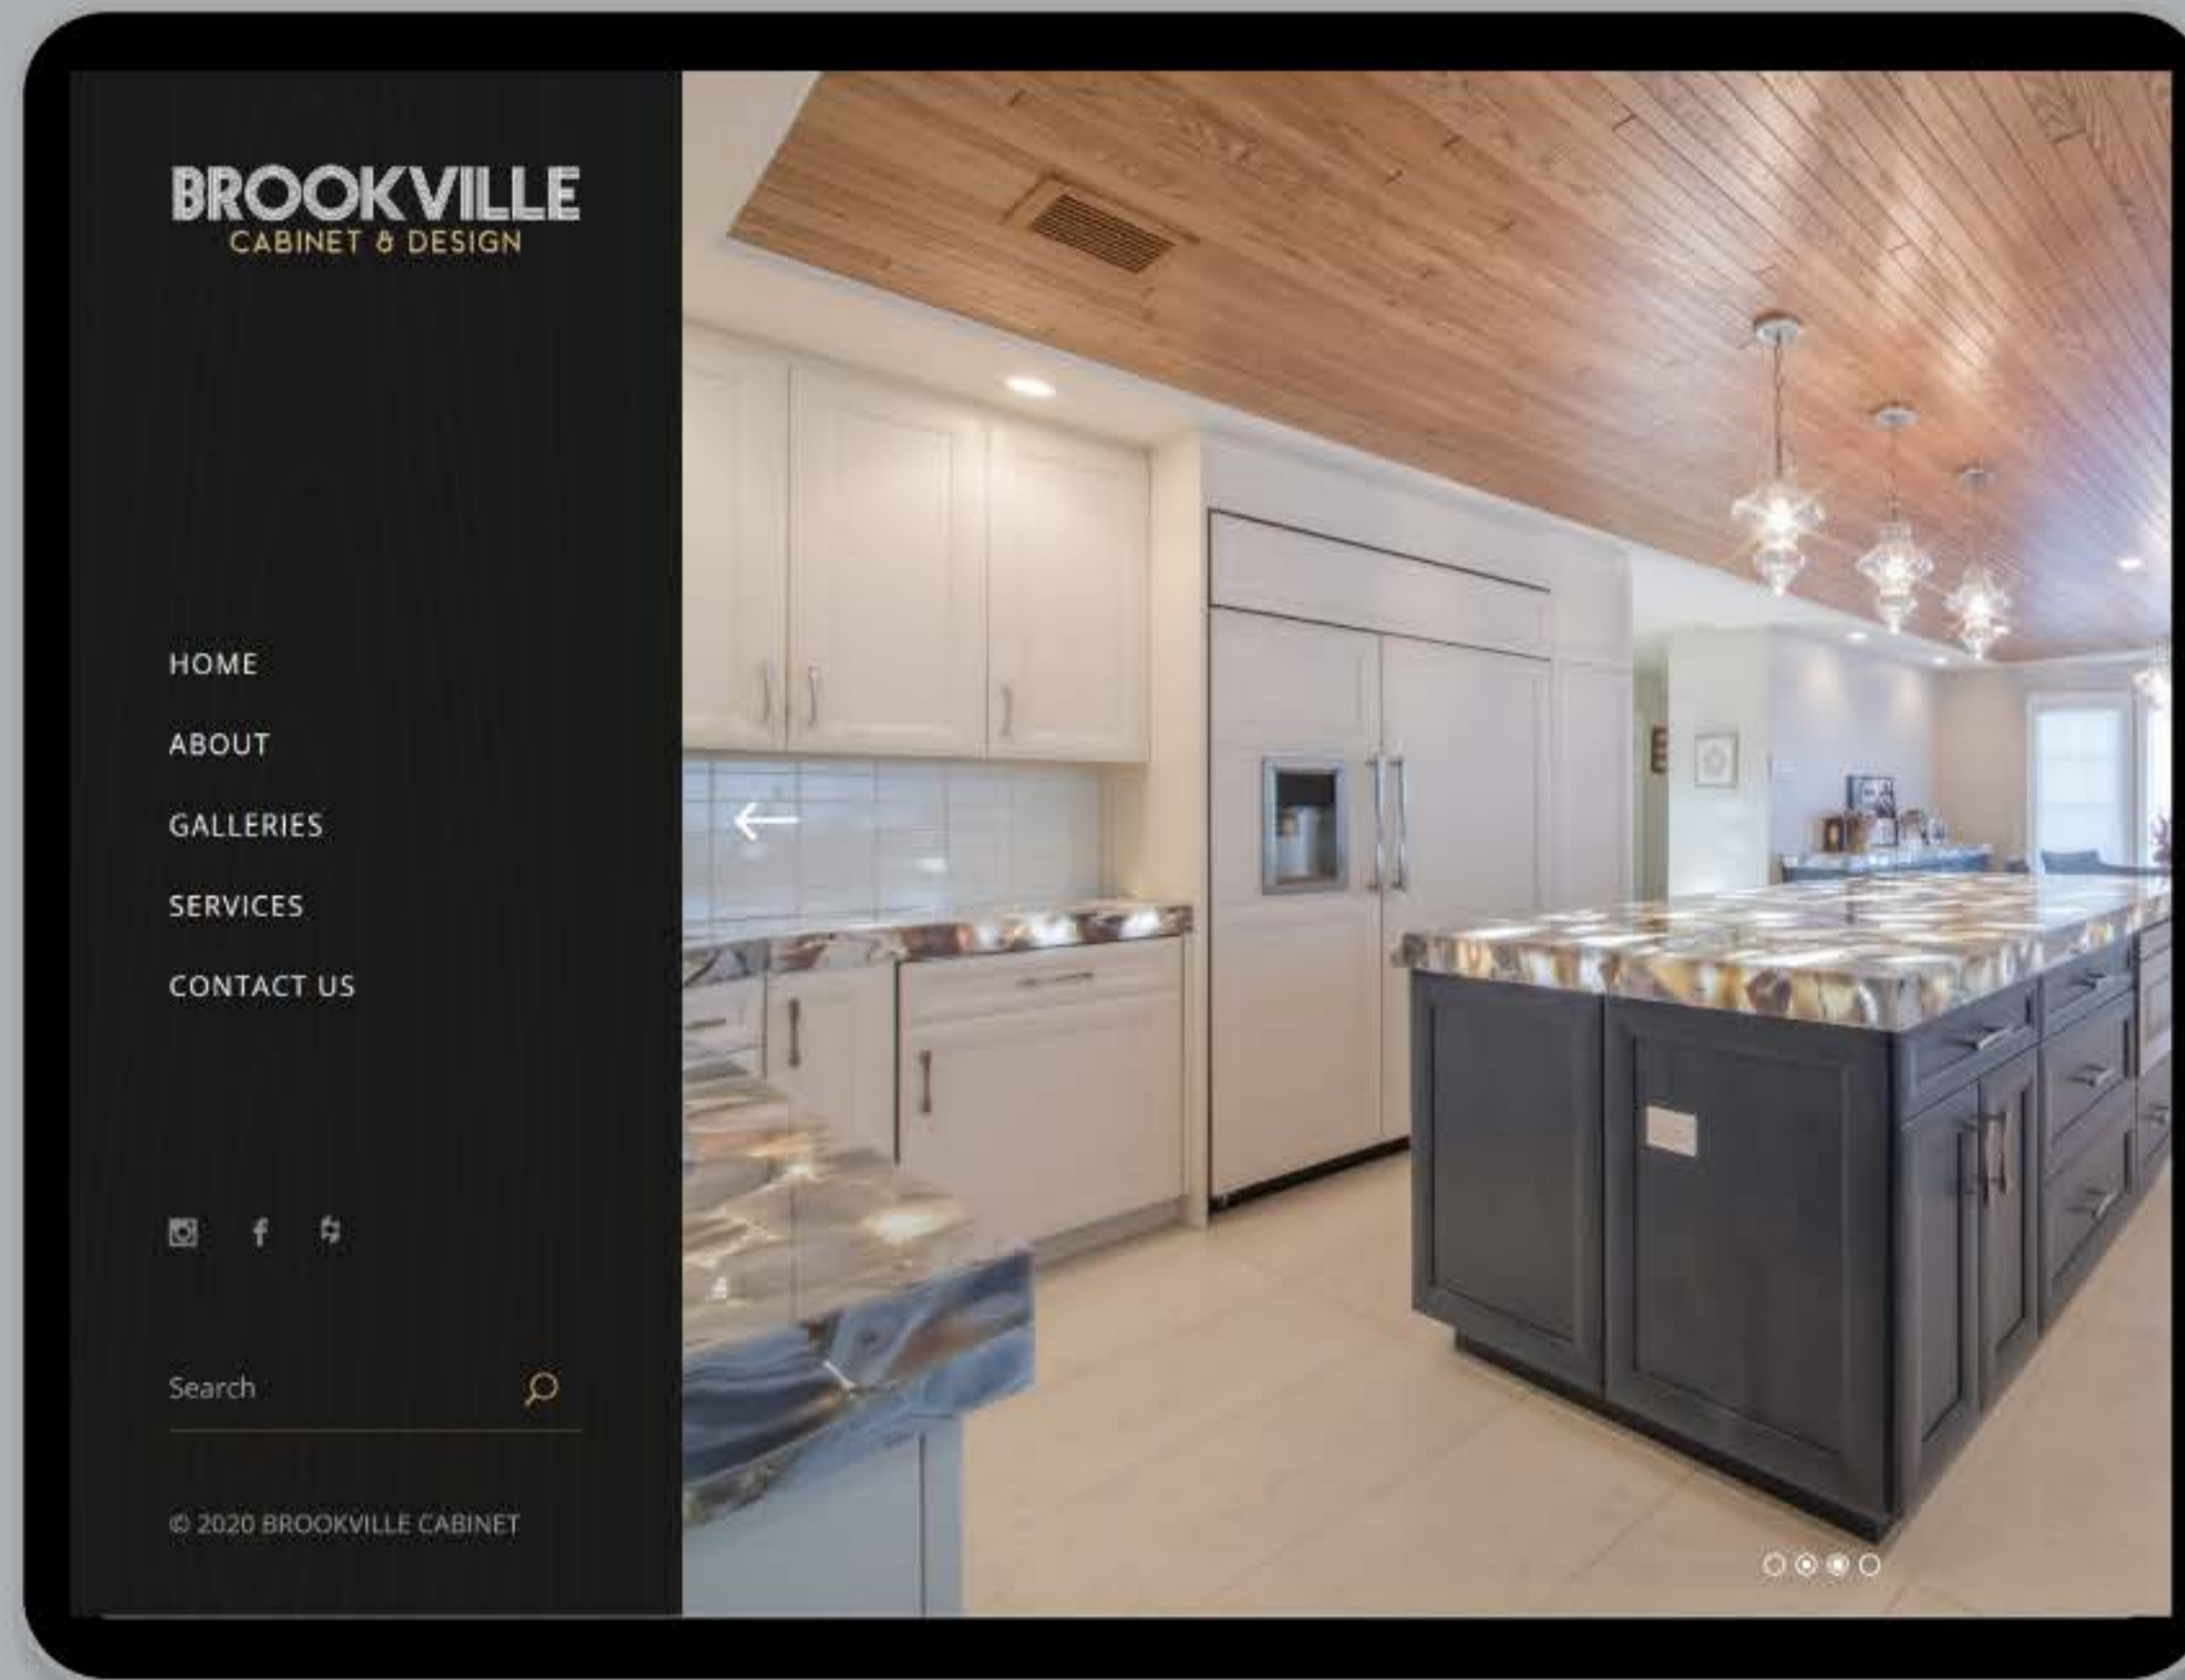 BROOKVILLE
CABINET & DESIGN
HOME
ABOUT
GALLERIES
SERVICES
CONTACT US
Search
© 2020 BROOKVILLE CABINET